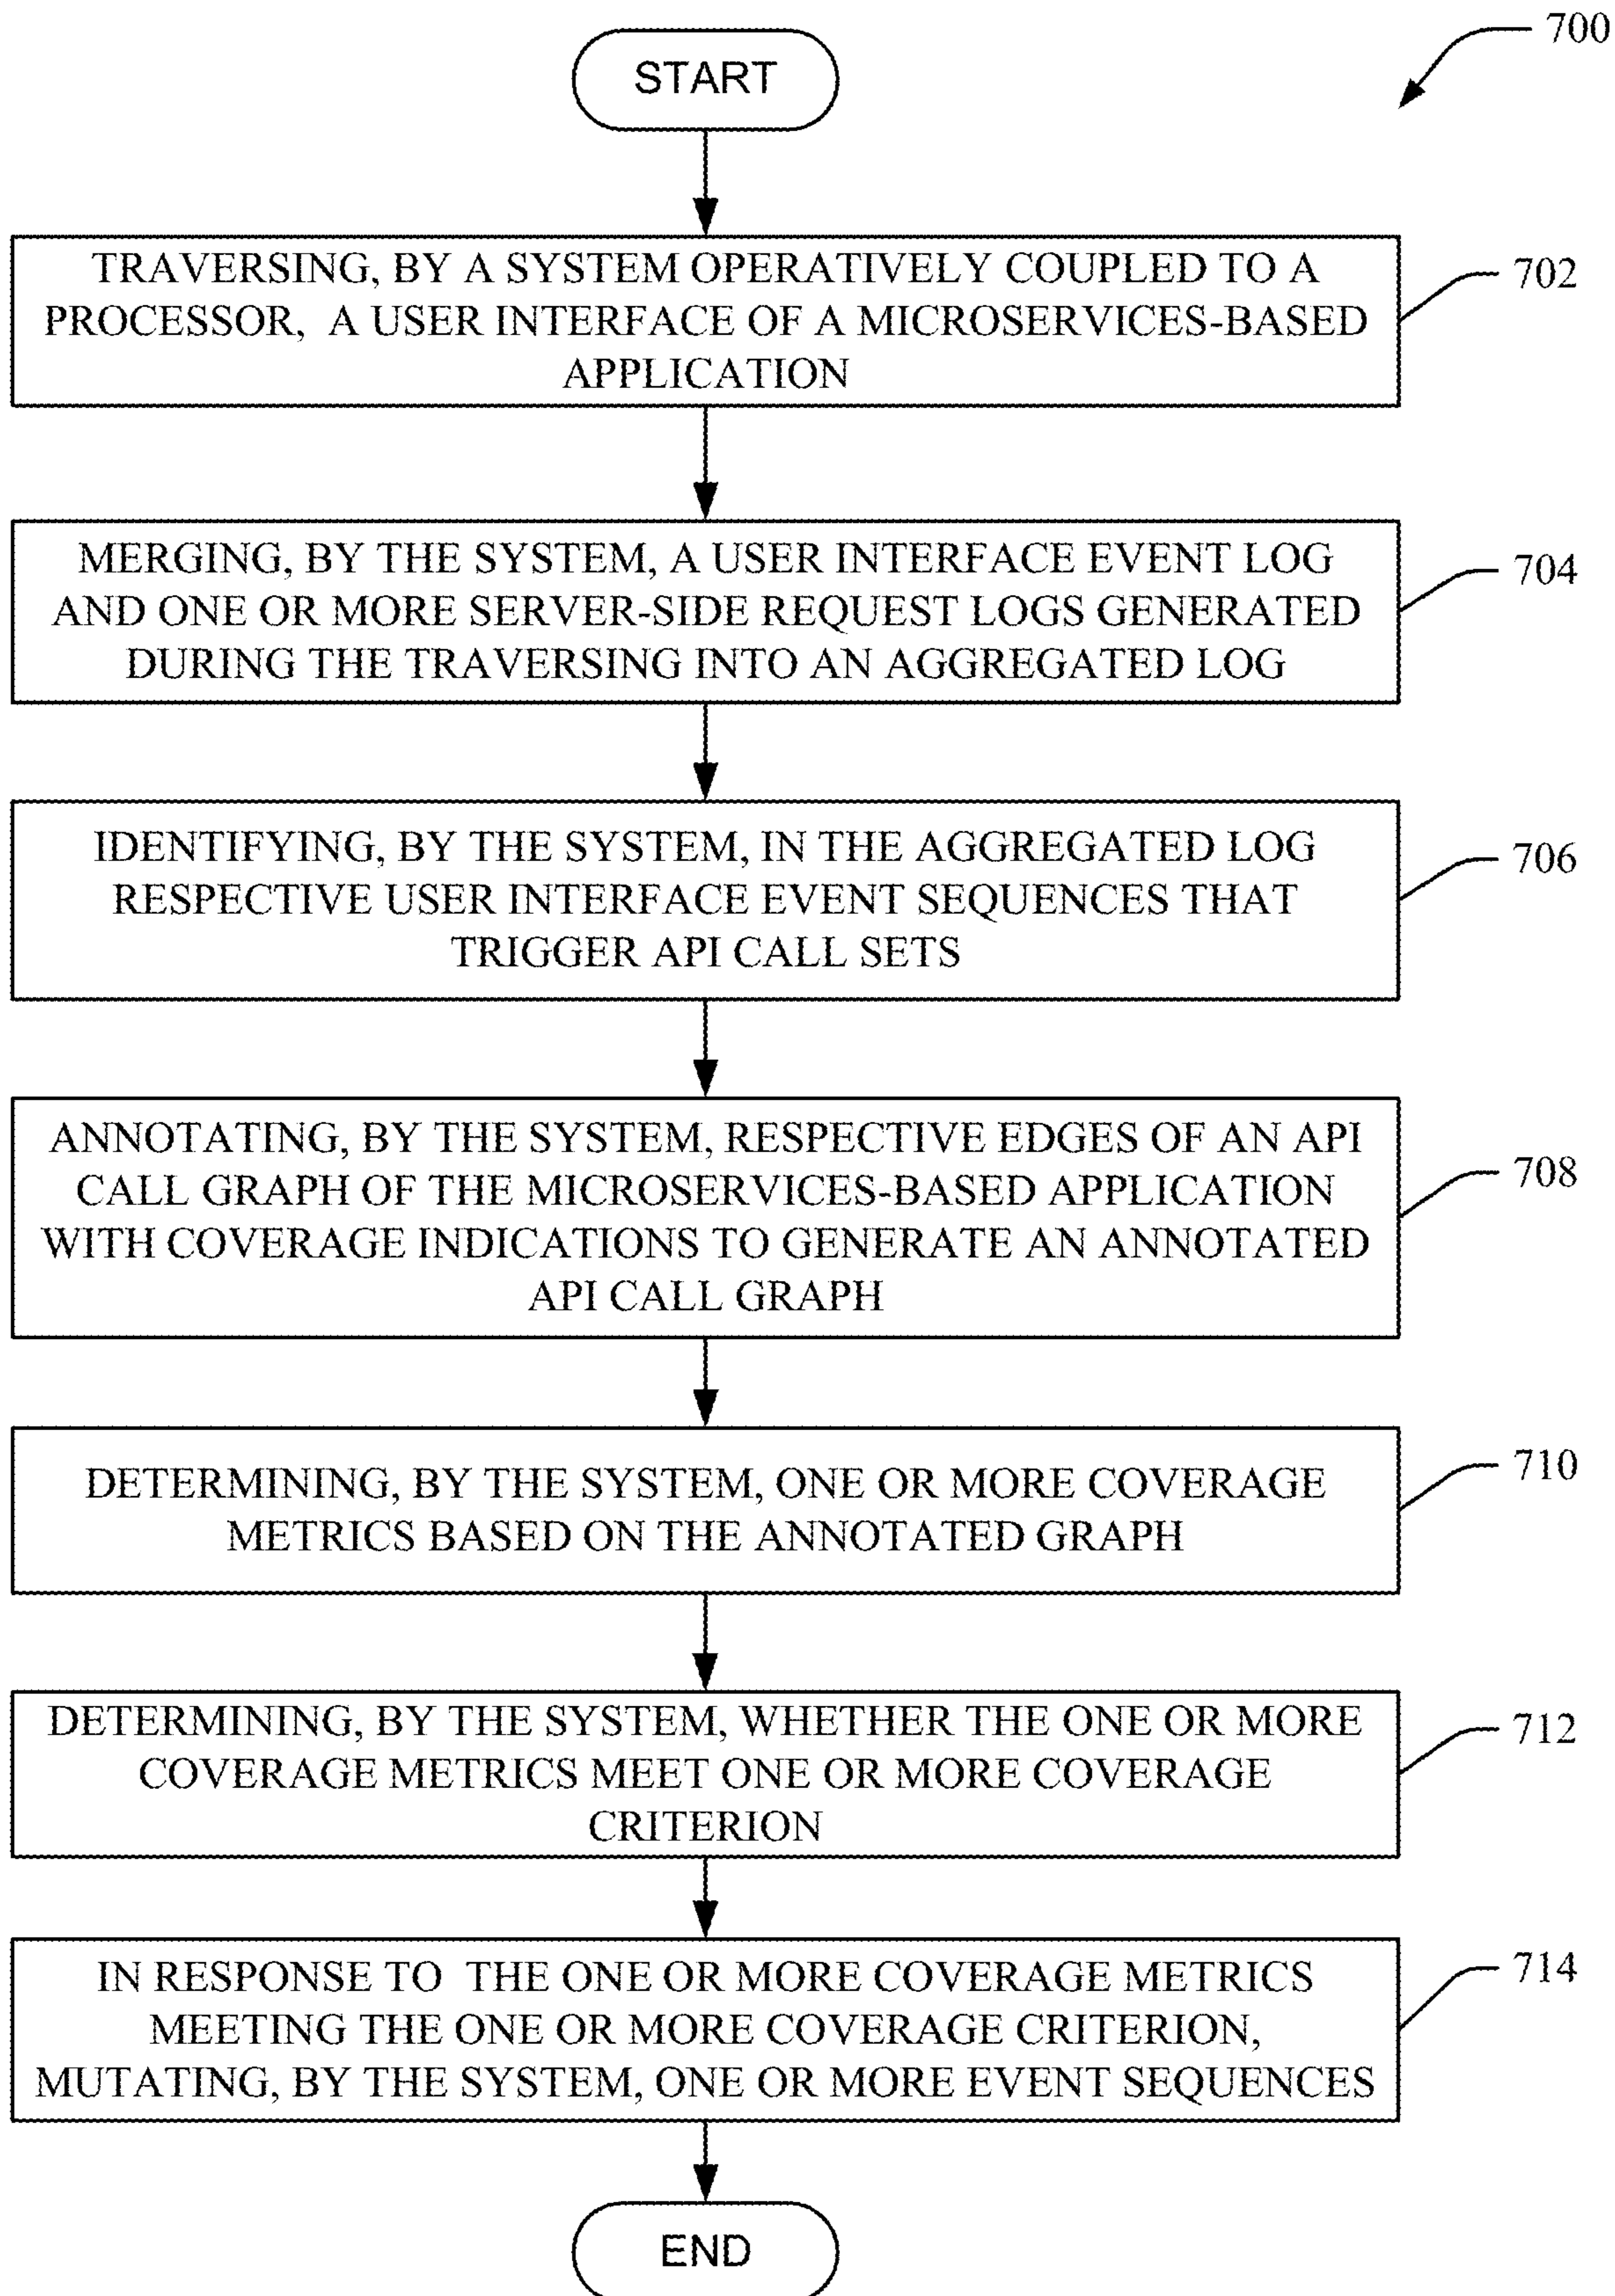 700
START
TRAVERSING, BY A SYSTEM OPERATIVELY COUPLED TO A
PROCESSOR, A USER INTERFACE OF A MICROSERVICES-BASED
APPLICATION
702
MERGING, BY THE SYSTEM, A USER INTERFACE EVENT LOG
AND ONE OR MORE SERVER-SIDE REQUEST LOGS GENERATED
DURING THE TRAVERSING INTO AN AGGREGATED LOG
704
IDENTIFYING, BY THE SYSTEM, IN THE AGGREGATED LOG
RESPECTIVE USER INTERFACE EVENT SEQUENCES THAT
TRIGGER API CALL SETS
706
ANNOTATING, BY THE SYSTEM, RESPECTIVE EDGES OF AN API
CALL GRAPH OF THE MICROSERVICES-BASED APPLICATION
WITH COVERAGE INDICATIONS TO GENERATE AN ANNOTATED
API CALL GRAPH
708
DETERMINING, BY THE SYSTEM, ONE OR MORE COVERAGE
METRICS BASED ON THE ANNOTATED GRAPH
710
DETERMINING, BY THE SYSTEM, WHETHER THE ONE OR MORE
COVERAGE METRICS MEET ONE OR MORE COVERAGE
CRITERION
712
IN RESPONSE TO THE ONE OR MORE COVERAGE METRICS
MEETING THE ONE OR MORE COVERAGE CRITERION,
MUTATING, BY THE SYSTEM, ONE OR MORE EVENT SEQUENCES
714
END